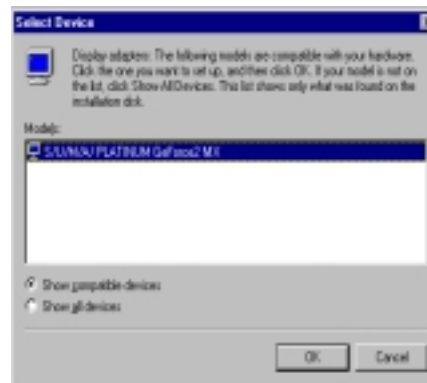 Select Device
Display adapters: The following models are compatible with your hardware.
Click the one you want to set up, and then click OK. If your model is not on
the list, click Show All Devices. This list shows only what was found on the
installation disk.
Models:
PLATINUM GeForce2 MX
Show compatible devices
Show all devices
OK
Cancel